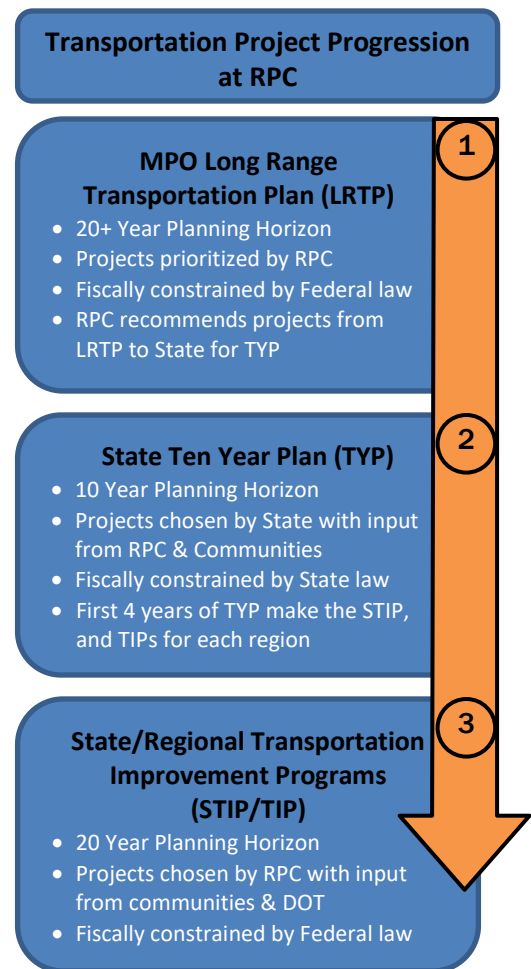 Transportation Project Progression
at RPC
1
MPO Long Range
Transportation Plan (LRTP)
• 20+ Year Planning Horizon
• Projects prioritized by RPC
• Fiscally constrained by Federal law
• RPC recommends projects from
LRTP to State for TYP
2
State Ten Year Plan (TYP)
• 10 Year Planning Horizon
• Projects chosen by State with input
from RPC & Communities
• Fiscally constrained by State law
• First 4 years of TYP make the STIP,
and TIPs for each region
3
State/Regional Transportation
Improvement Programs
(STIP/TIP)
• 20 Year Planning Horizon
• Projects chosen by RPC with input
from communities & DOT
• Fiscally constrained by Federal law